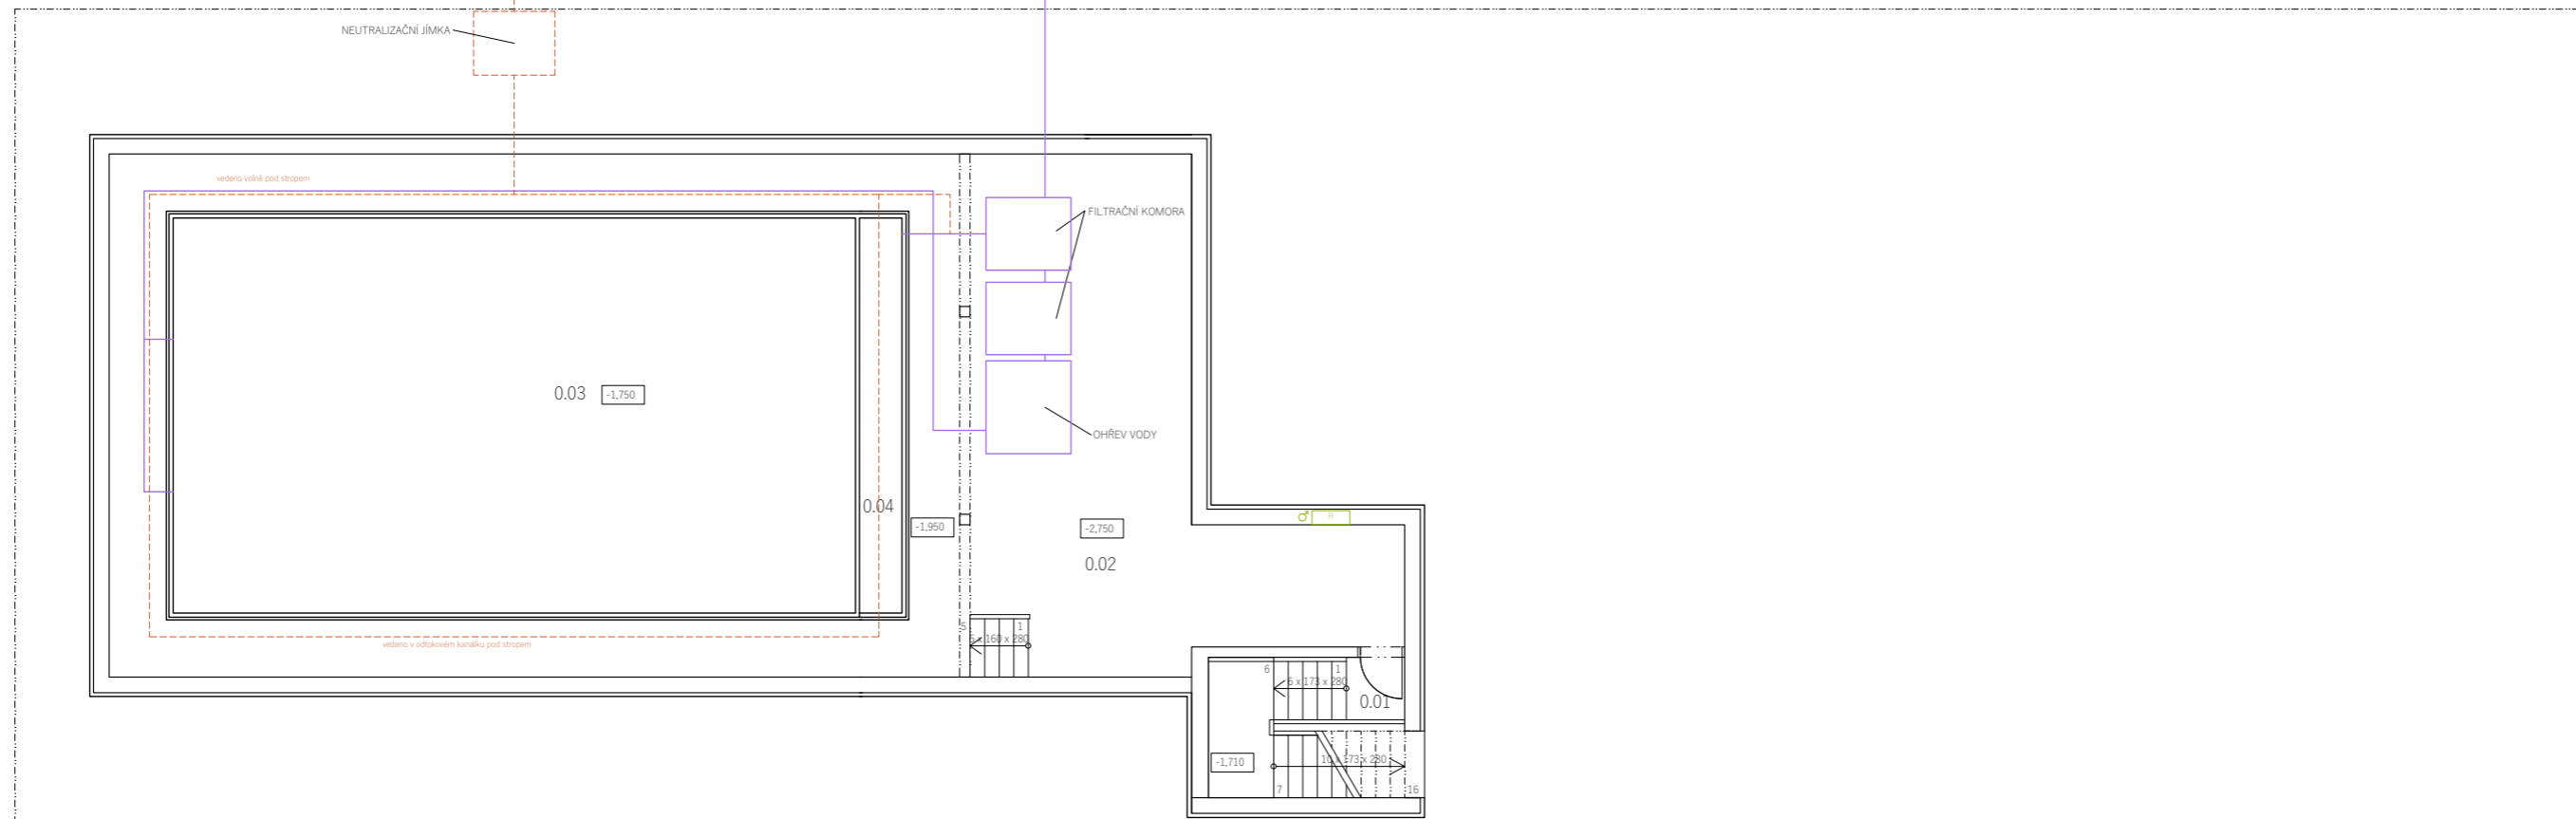 NEUTRALIZAČNÍ JÍMKA
vedeno volně pod stropem
FILTRAČNÍ KOMORA
0.03
-1,750
OHŘEV VODY
0.04
-1,950
-2,750
R
0.02
5
1
5 x 160 x 280
vedeno v odtokovém kanálku pod stropem
6
1
6 x 173 x 280
0.01
-1,710
10 x 173 x 280
7
16